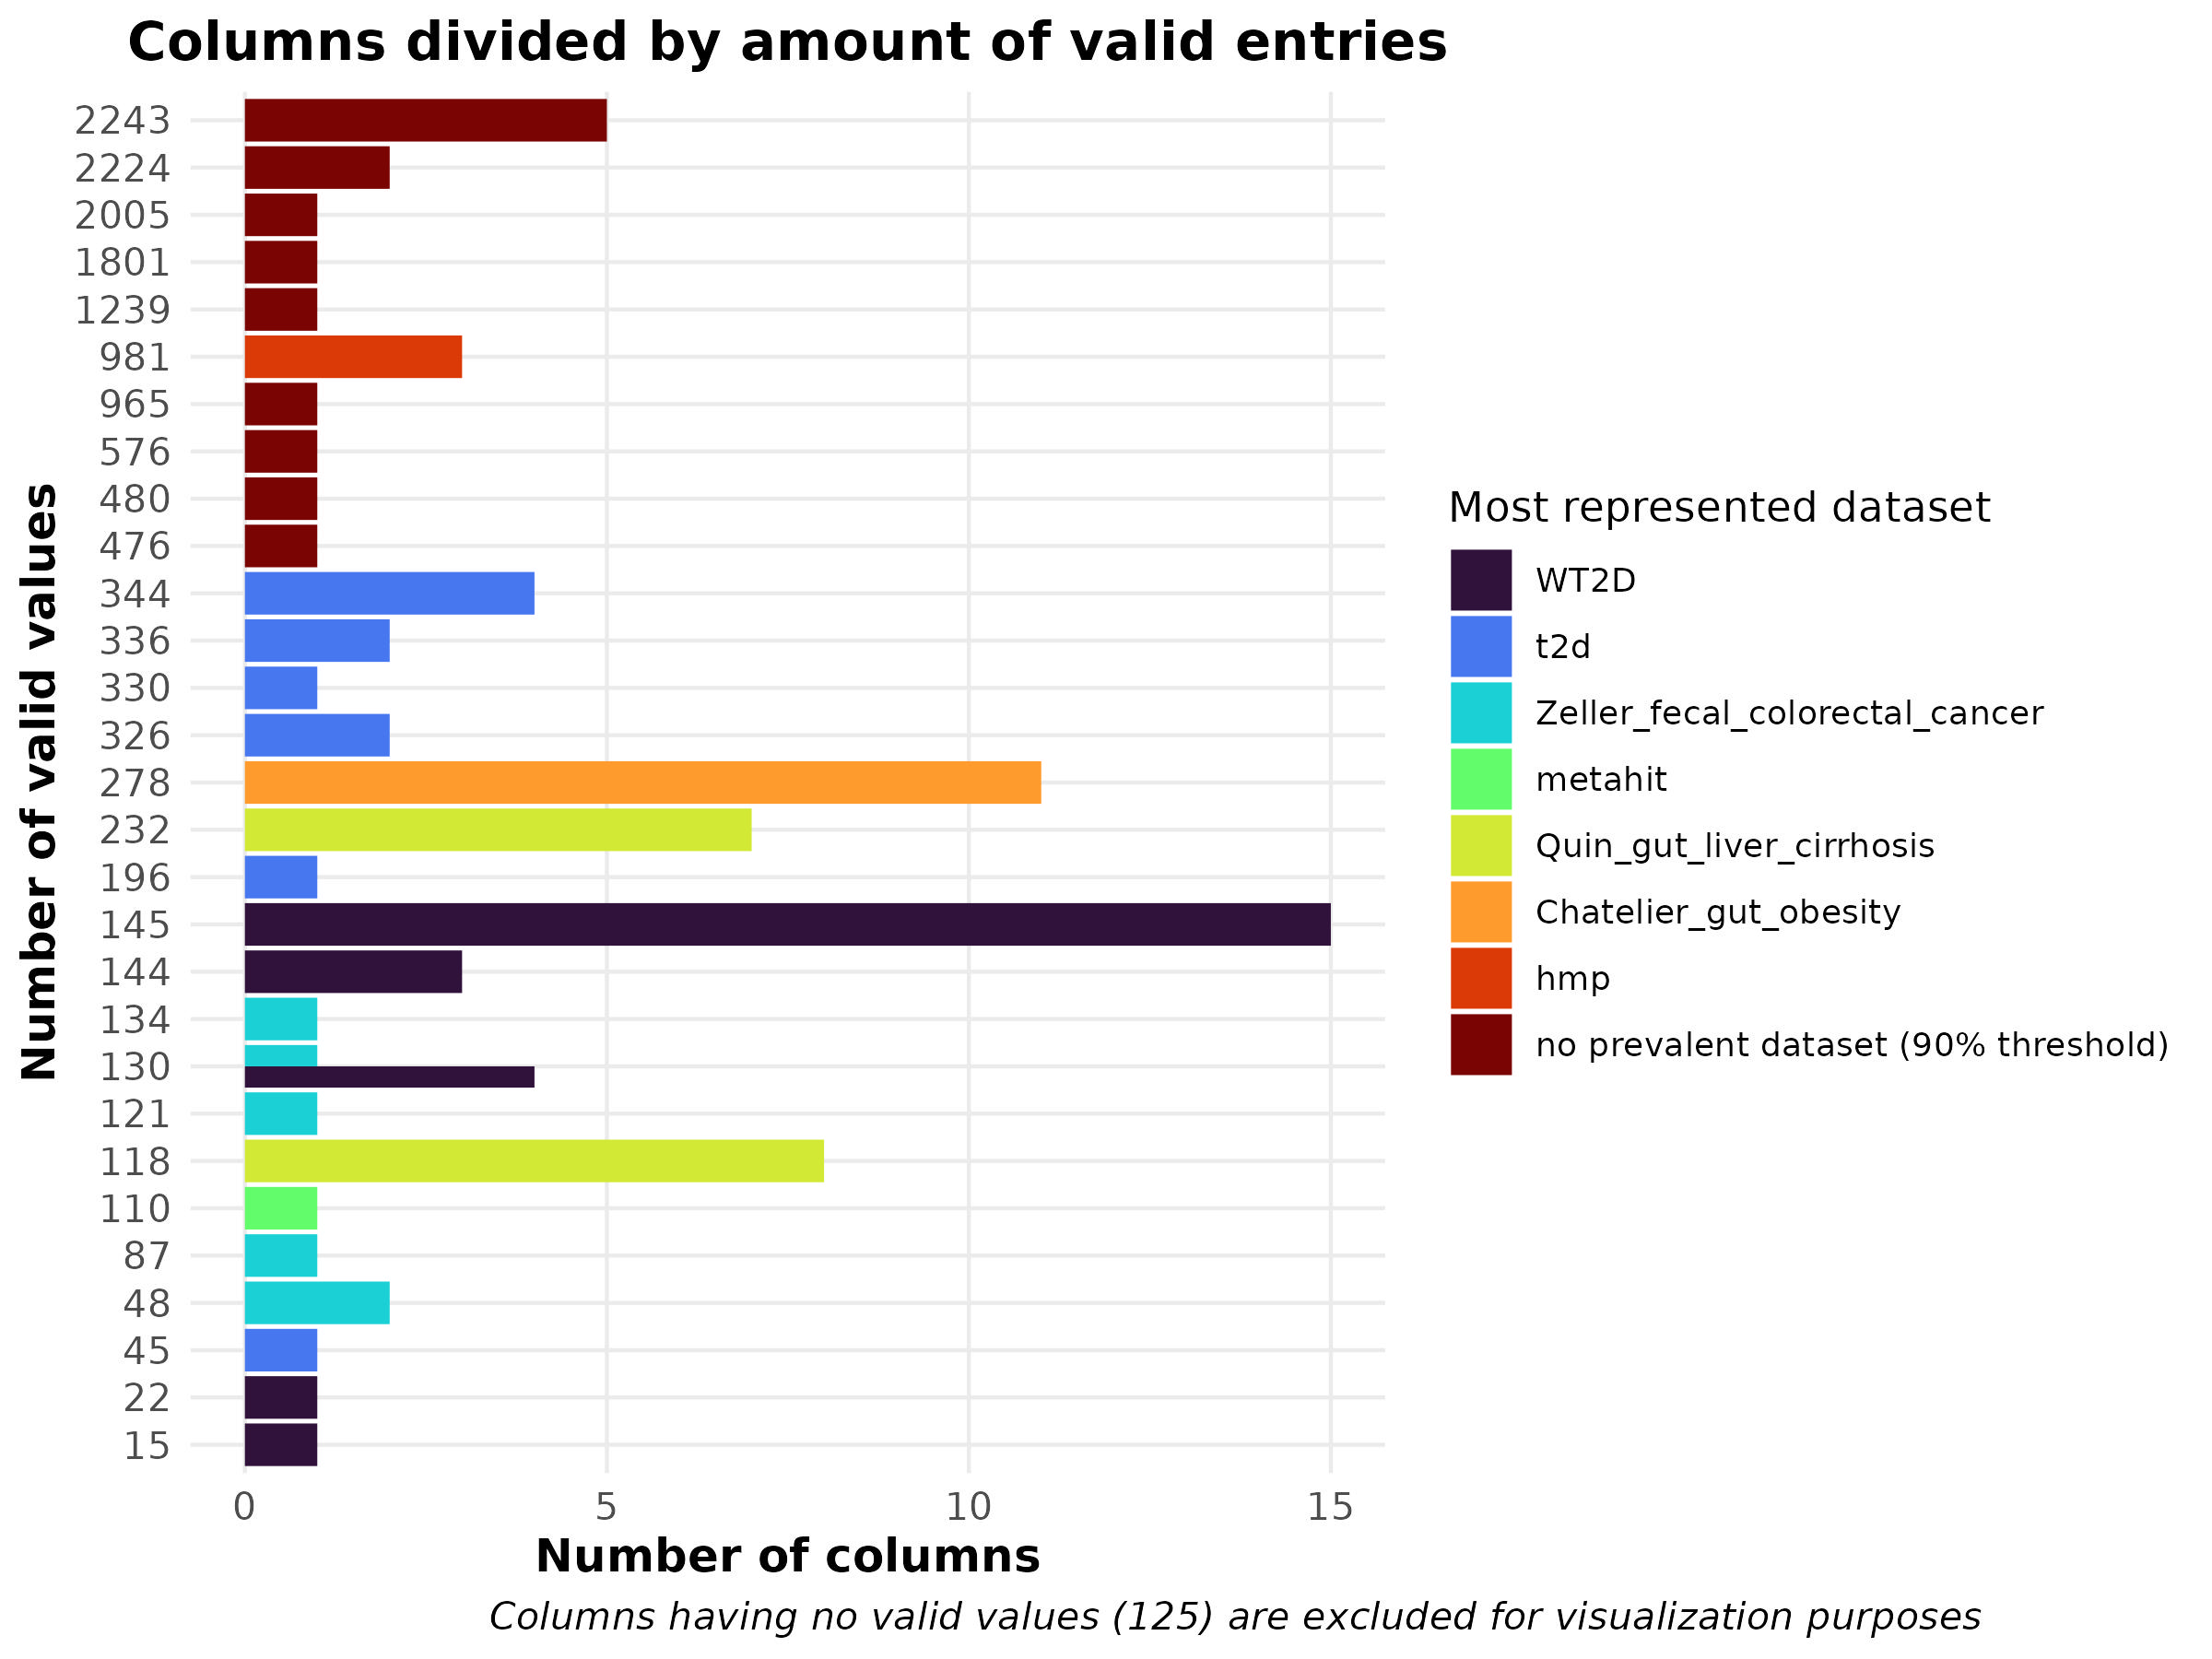 Columns divided by amount of valid entries
Number of valid values
2243
2224
2005
1801
1239
981
965
576
480
476
344
336
330
326
278
232
196
145
144
134
130
121
118
110
87
48
45
22
15
0 5 10 15
Number of columns
Most represented dataset
WT2D
t2d
Zeller_fecal_colorectal_cancer
metahit
Quin_gut_liver_cirrhosis
Chatelier_gut_obesity
hmp
no prevalent dataset (90% threshold)
Columns having no valid values (125) are excluded for visualization purposes